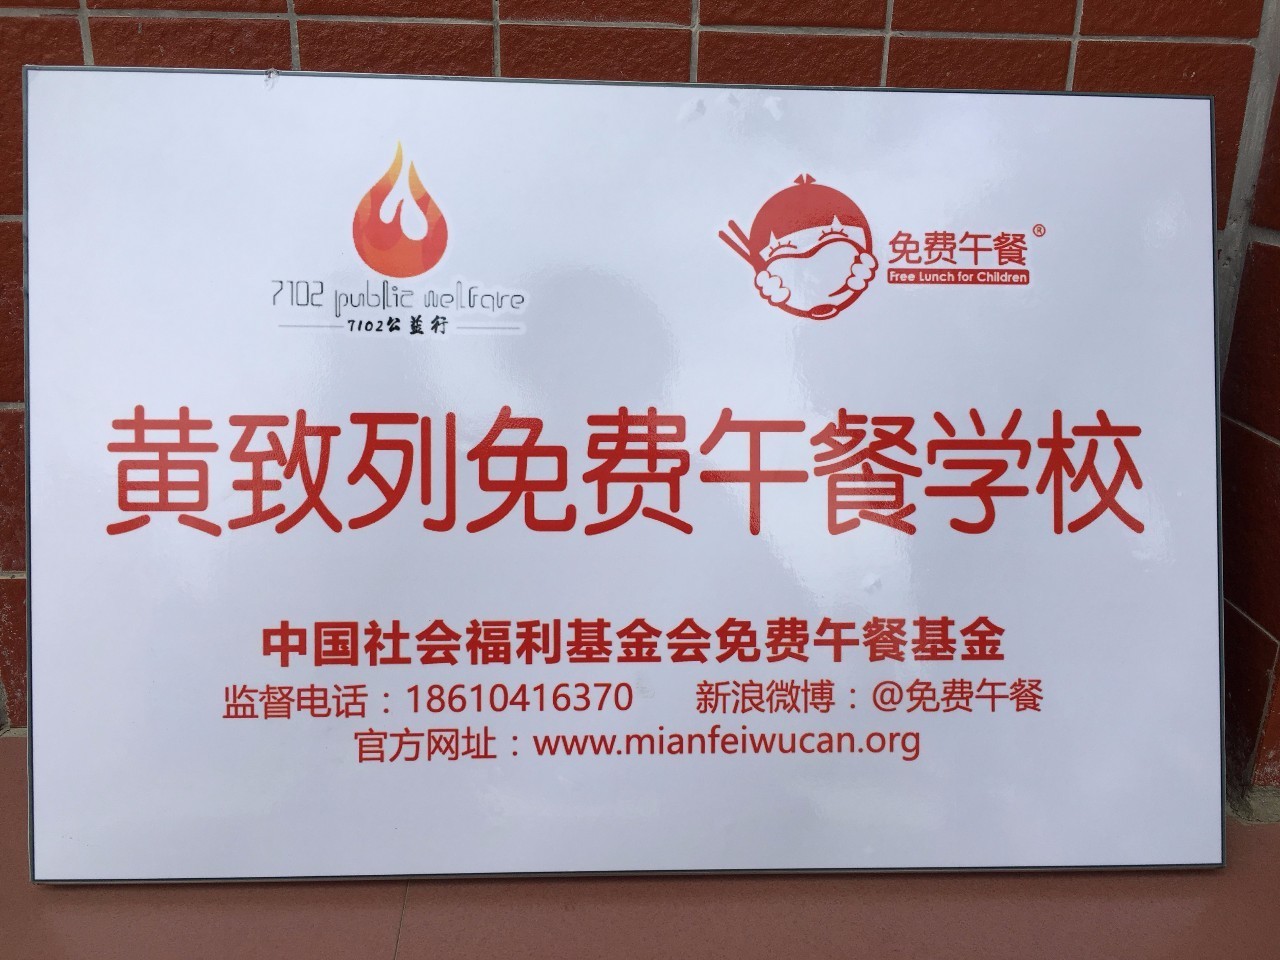 7102 public welfare
7102公益行
免费午餐®
Free Lunch for Children
黄致列免费午餐学校
中国社会福利基金会免费午餐基金
监督电话：18610416370 新浪微博：@免费午餐
官方网址：www.mianfeiwucan.org